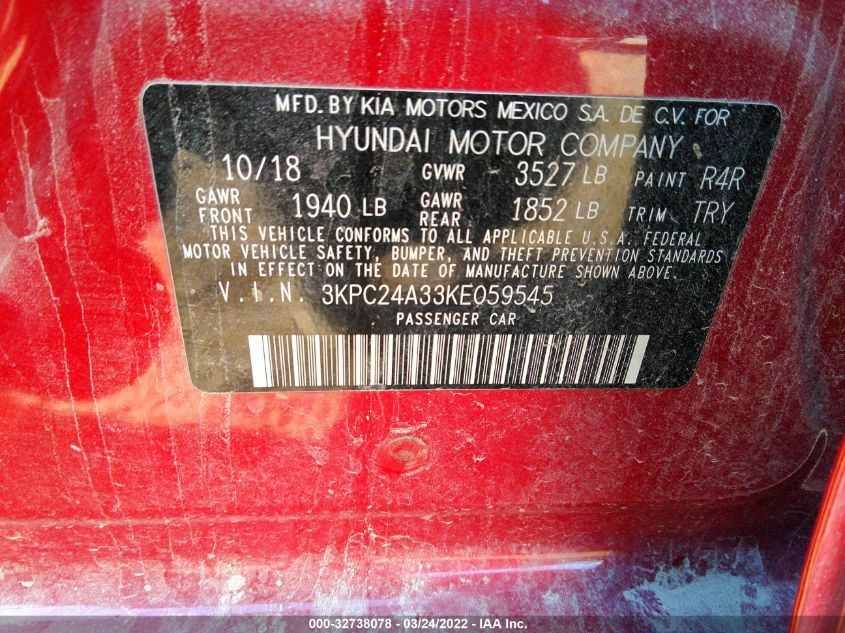 MFD. BY KIA MOTORS MEXICO S.A. DE C.V. FOR
HYUNDAI MOTOR COMPANY
10/18 GVWR 3527 LB PAINT R4R
GAWR FRONT 1940 LB GAWR REAR 1852 LB TRIM TRY
THIS VEHICLE CONFORMS TO ALL APPLICABLE U.S.A. FEDERAL
MOTOR VEHICLE SAFETY, BUMPER, AND THEFT PREVENTION STANDARDS
IN EFFECT ON THE DATE OF MANUFACTURE SHOWN ABOVE.
V.I.N. 3KPC24A33KE059545
PASSENGER CAR
000-32738078 - 03/24/2022 - IAA Inc.